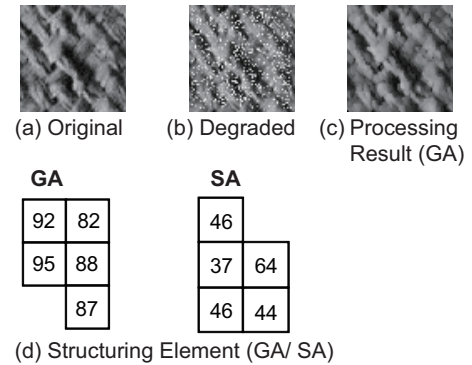 (a) Original
(b) Degraded
(c) Processing
Result (GA)
GA
SA
92 82
95 88
87
46
37 64
46 44
(d) Structuring Element (GA/ SA)